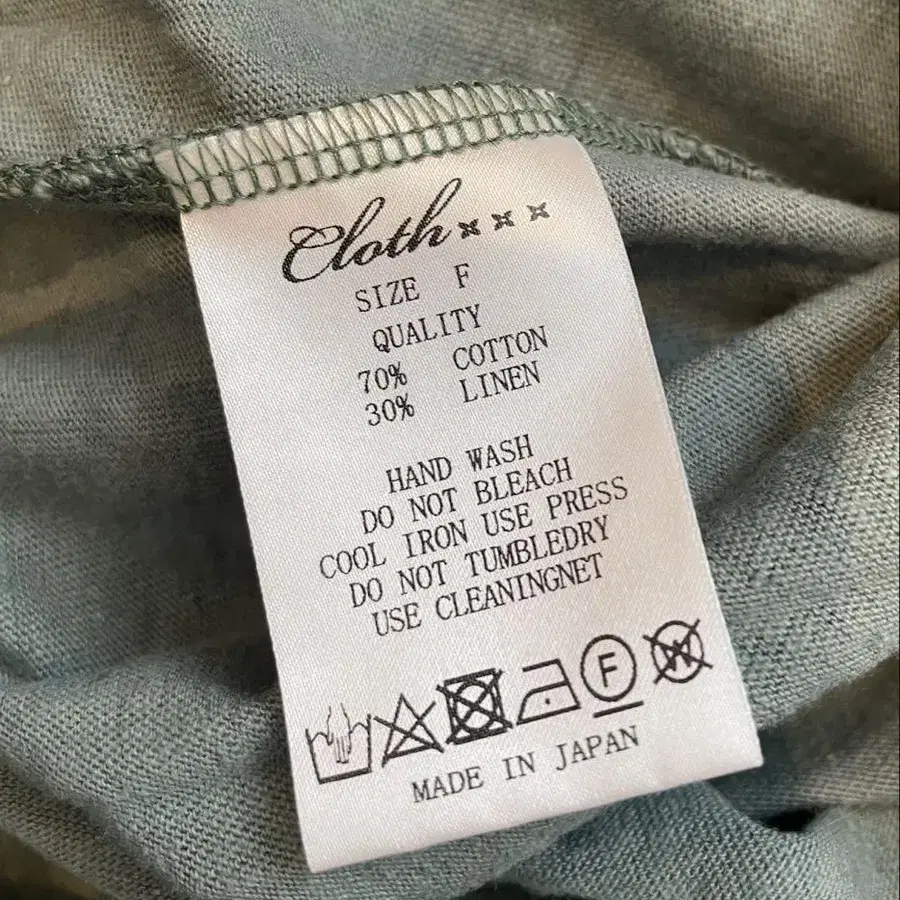 Cloth×××
SIZE F
QUALITY
70% COTTON
30% LINEN
HAND WASH
DO NOT BLEACH
COOL IRON USE PRESS
DO NOT TUMBLEDRY
USE CLEANINGNET
F W
MADE IN JAPAN